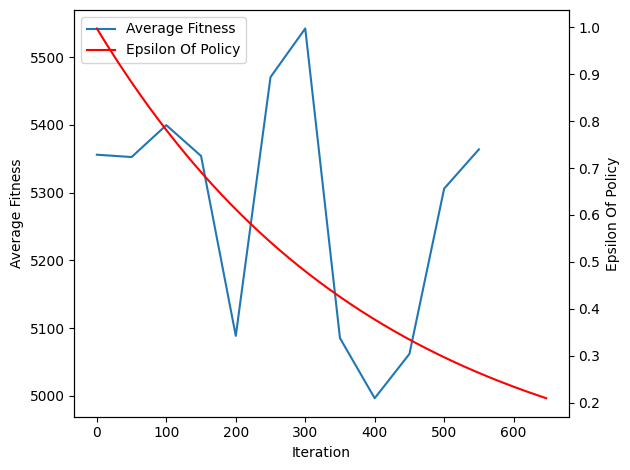 Average Fitness
Epsilon Of Policy
5500
5400
5300
5200
5100
5000
Average Fitness
1.0
0.9
0.8
0.7
0.6
0.5
0.4
0.3
0.2
Epsilon Of Policy
0 100 200 300 400 500 600
Iteration